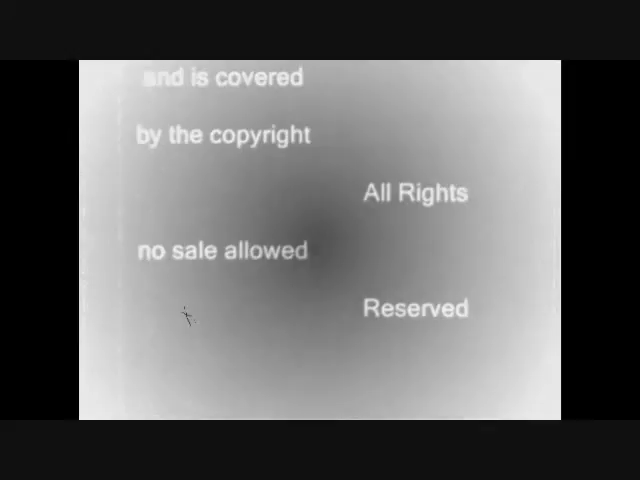 and is covered
by the copyright
All Rights
no sale allowed
Reserved